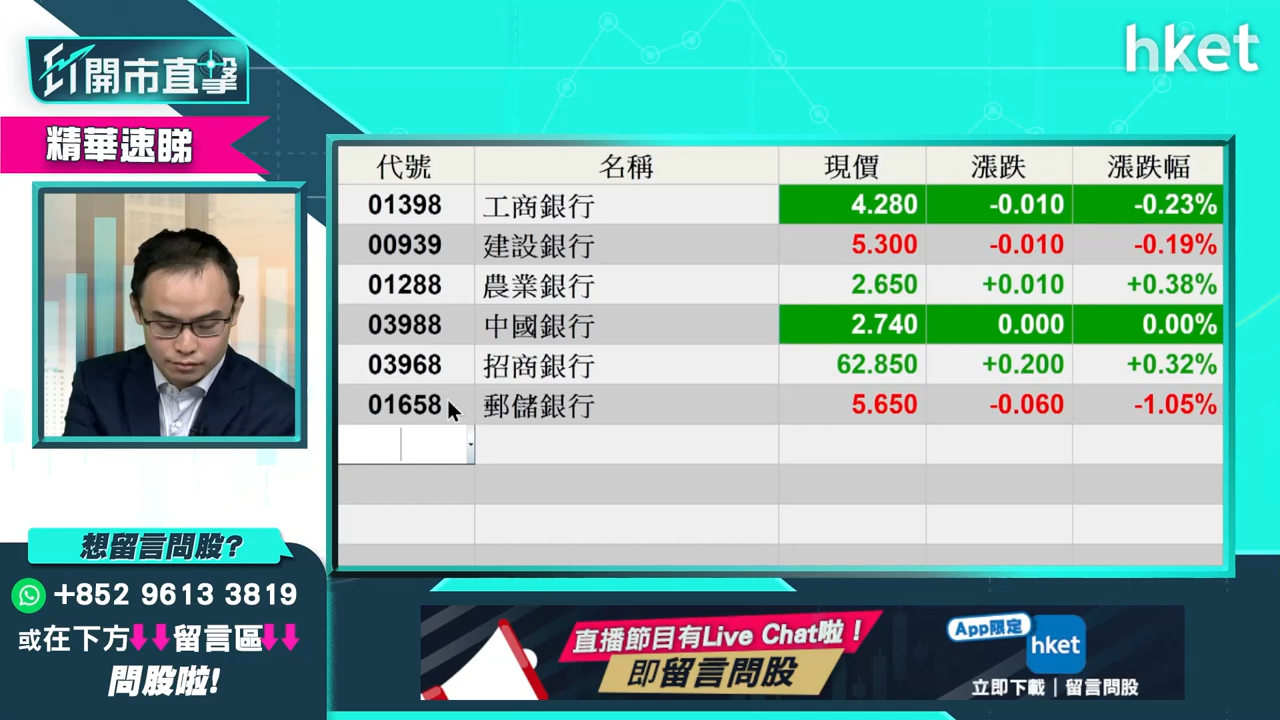 ET開市直擊
hket
精華速睇
代號 名稱 現價 漲跌 漲跌幅
01398 工商銀行 4.280 -0.010 -0.23%
00939 建設銀行 5.300 -0.010 -0.19%
01288 農業銀行 2.650 +0.010 +0.38%
03988 中國銀行 2.740 0.000 0.00%
03968 招商銀行 62.850 +0.200 +0.32%
01658 郵儲銀行 5.650 -0.060 -1.05%
想留言問股?
+852 9613 3819
或在下方留言區
問股啦!
直播節目有Live Chat啦!
即留言問股
App限定
hket
立即下載|留言問股